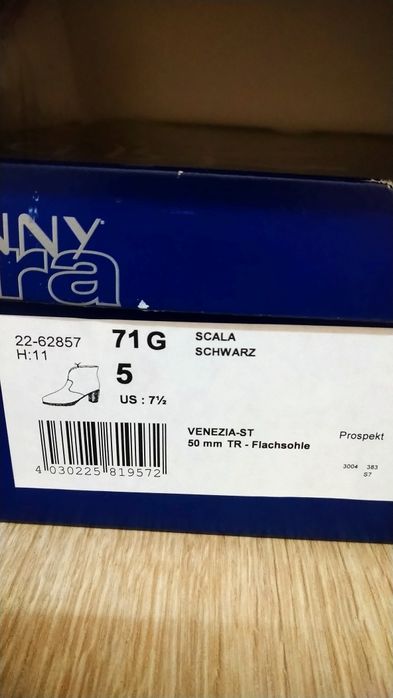 NNY
ra
22-62857 71 G SCALA
H:11 SCHWARZ
5
US : 7½
VENEZIA-ST Prospekt
50 mm TR - Flachsohle
3004 383
S7
4 030225 819572